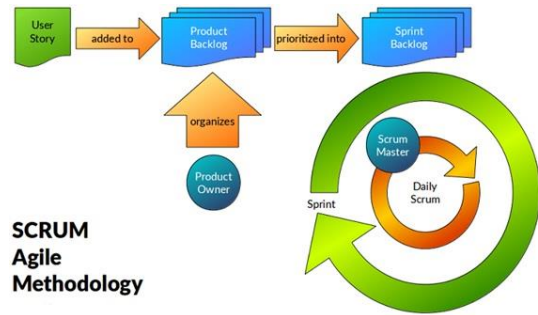 User
Story
added to
Product
Backlog
prioritized into
Sprint
Backlog
organizes
Product
Owner
Scrum
Master
Daily
Scrum
Sprint
SCRUM
Agile
Methodology